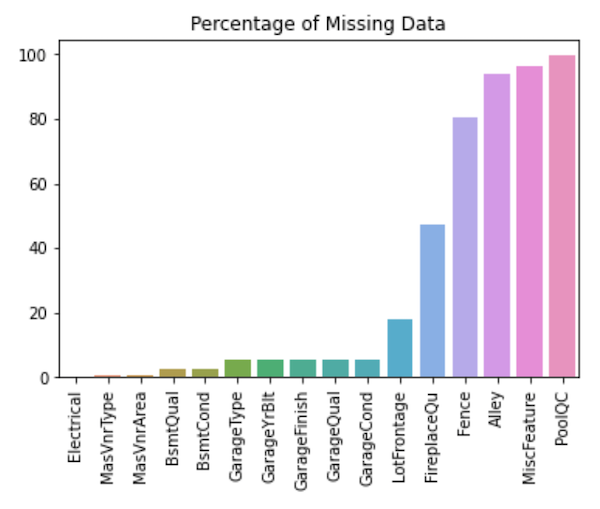 Percentage of Missing Data
100
80
60
40
20
0
Electrical
MasVnrType
MasVnrArea
BsmtQual
BsmtCond
GarageType
GarageYrBlt
GarageFinish
GarageQual
GarageCond
LotFrontage
FireplaceQu
Fence
Alley
MiscFeature
PoolQC